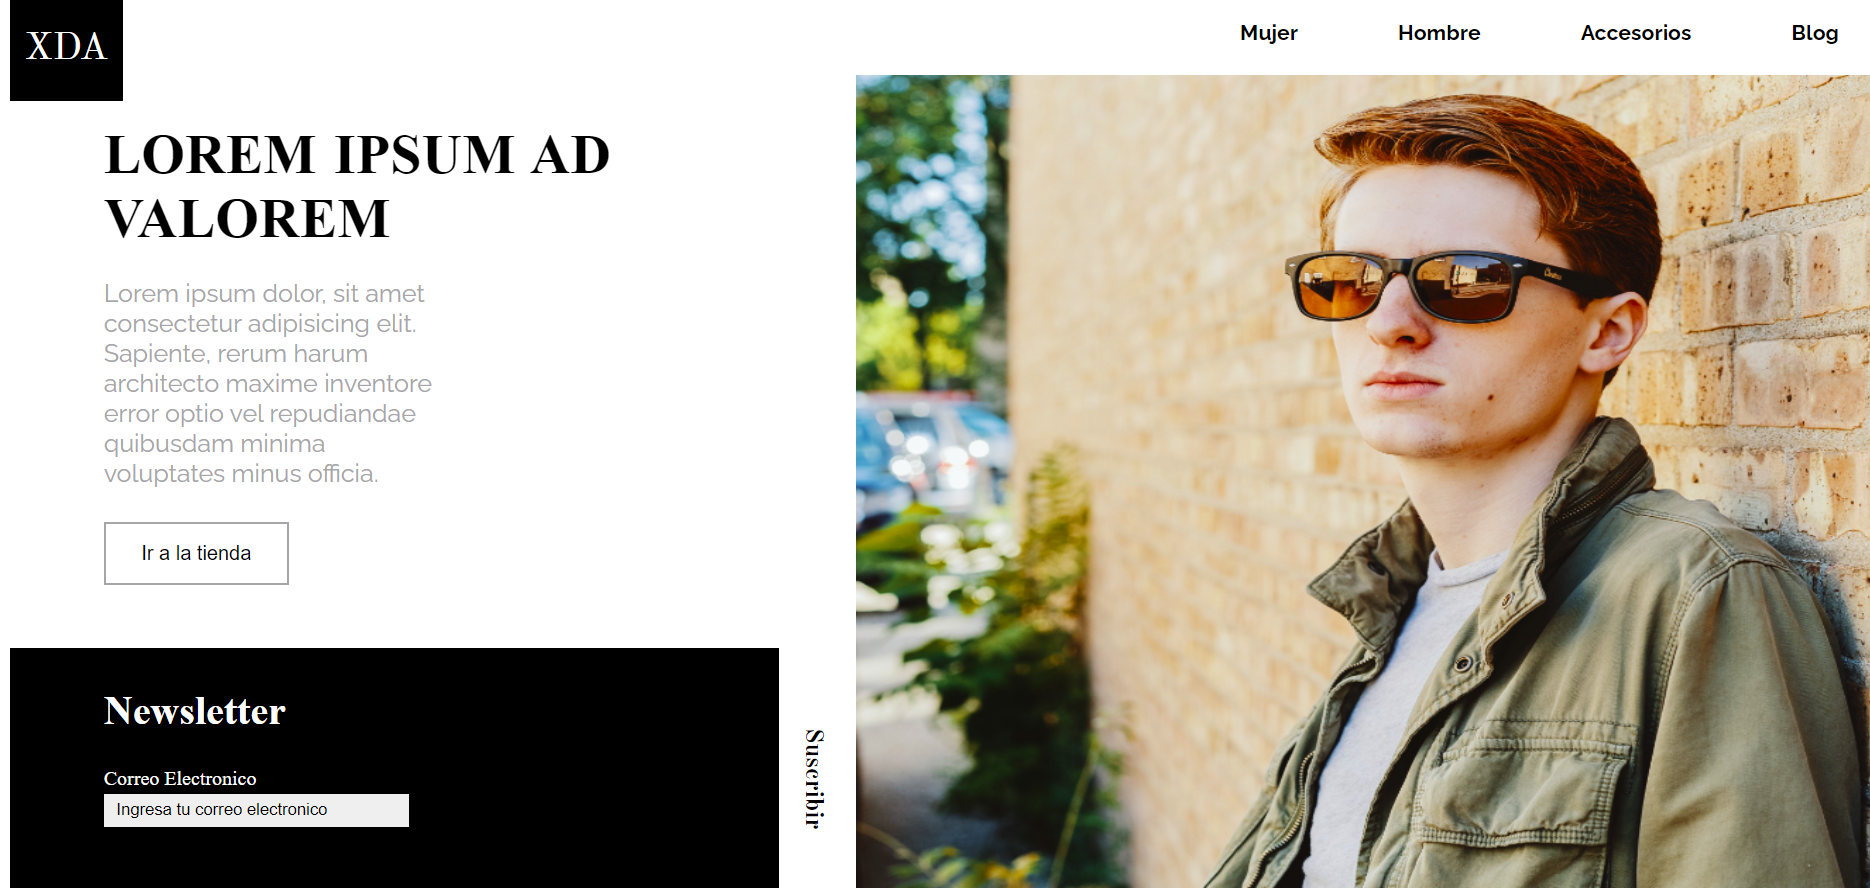 XDA
Mujer
Hombre
Accesorios
Blog
LOREM IPSUM AD
VALOREM
Lorem ipsum dolor, sit amet
consectetur adipisicing elit.
Sapiente, rerum harum
architecto maxime inventore
error optio vel repudiandae
quibusdam minima
voluptates minus officia.
Ir a la tienda
Newsletter
Correo Electronico
Ingresa tu correo electronico
Suscribir